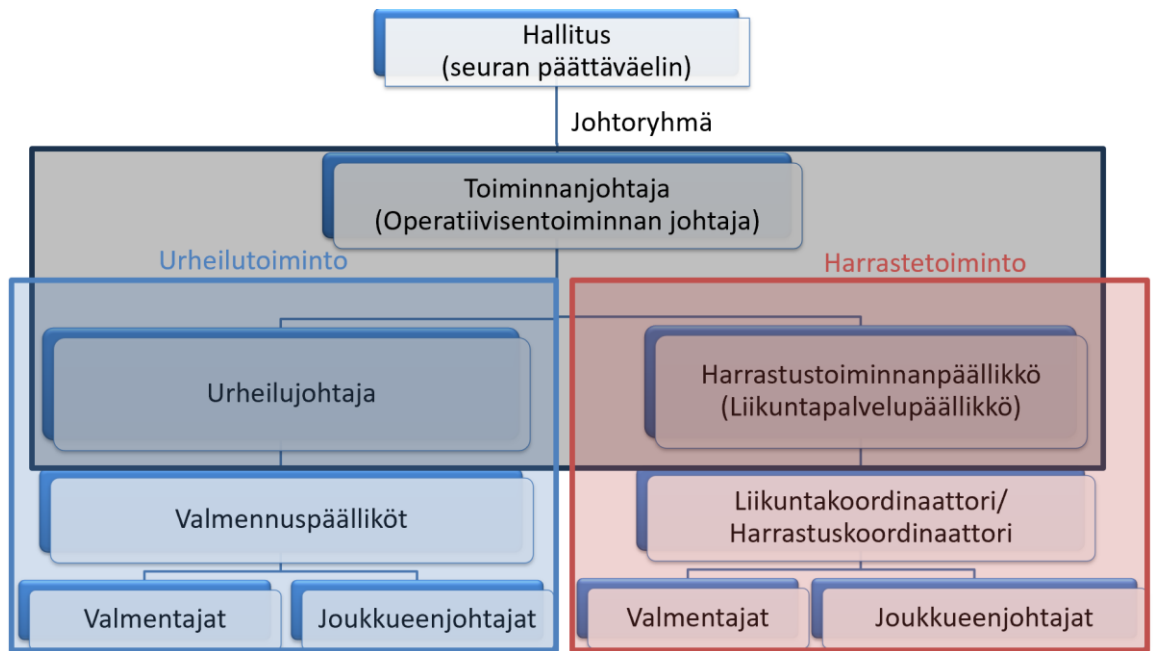 Hallitus
(seuran päättäväelin)
Johtoryhmä
Toiminnanjohtaja
(Operatiivisentoiminnan johtaja)
Urheilutoiminto
Harrastetoiminto
Urheilujohtaja
Harrastustoiminnanpäällikkö
(Liikuntapalvelupäällikkö)
Valmennuspäälliköt
Liikuntakoordinaattori/
Harrastuskoordinaattori
Valmentajat
Joukkueenjohtajat
Valmentajat
Joukkueenjohtajat